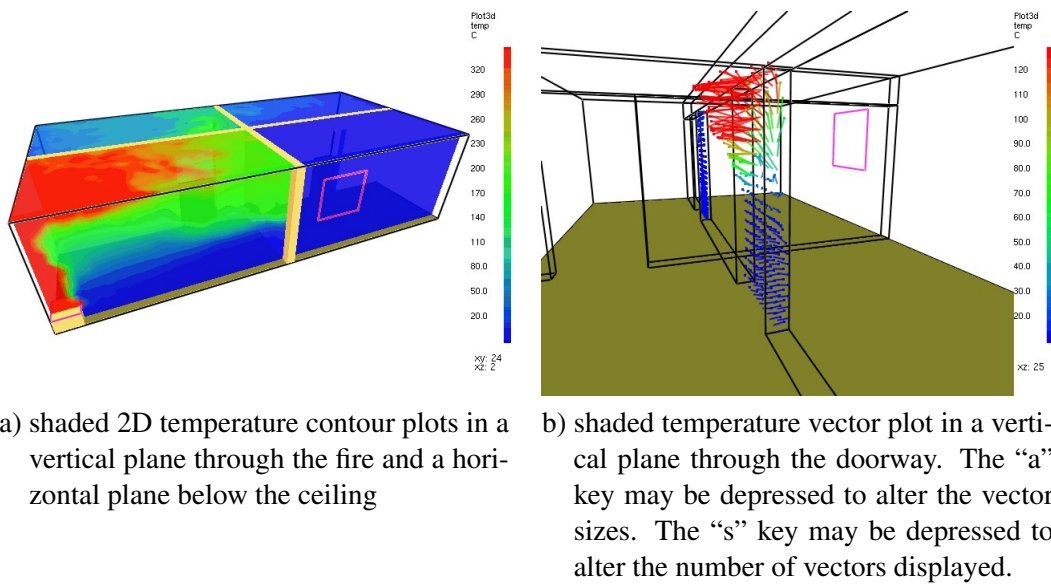 Plot3d
temp
C
320
290
260
230
200
170
140
110
80.0
50.0
20.0
xy: 24
xz: 2
Plot3d
temp
C
120
110
100
90.0
80.0
70.0
60.0
50.0
40.0
30.0
20.0
xz: 25
a) shaded 2D temperature contour plots in a
vertical plane through the fire and a hori-
zontal plane below the ceiling
b) shaded temperature vector plot in a verti-
cal plane through the doorway. The “a”
key may be depressed to alter the vector
sizes. The “s” key may be depressed to
alter the number of vectors displayed.